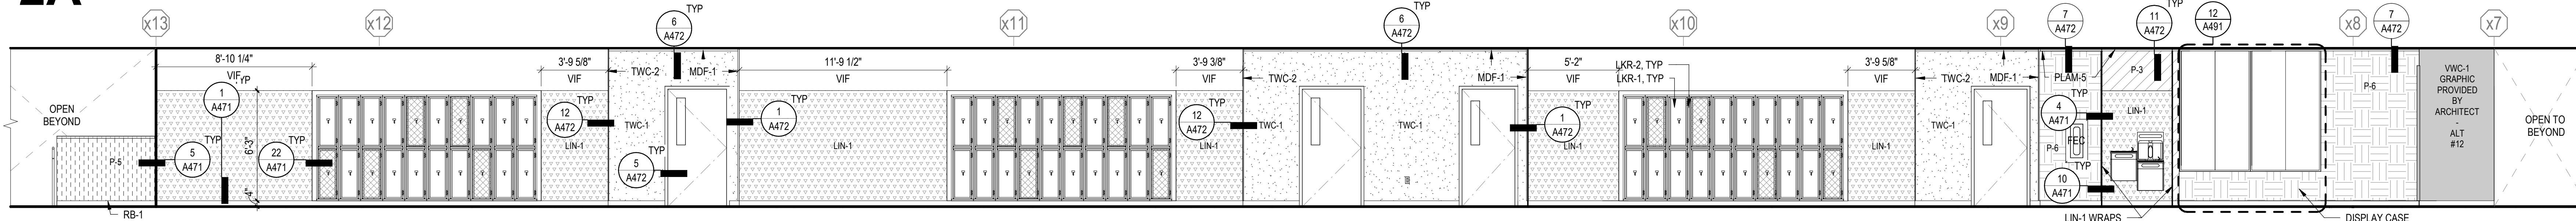 x13
x12
x11
x10
x9
x8
x7
6
A472
TYP
6
A472
TYP
7
A472
11
A472
TYP
12
A491
7
A472
8'-10 1/4"
VIF
TYP
3'-9 5/8"
VIF
TWC-2
MDF-1
11'-9 1/2"
VIF
3'-9 3/8"
VIF
TWC-2
MDF-1
5'-2"
VIF
LKR-2, TYP
LKR-1, TYP
3'-9 5/8"
VIF
TWC-2
MDF-1
PLAM-5
P-3
OPEN
BEYOND
1
A471
6'-3"
4"
5
A471
TYP
22
A471
TYP
12
A472
TYP
LIN-1
TWC-1
5
A472
TYP
1
A472
TYP
LIN-1
12
A472
TYP
TWC-1
TWC-1
1
A472
TYP
LIN-1
LIN-1
TWC-1
4
A471
TYP
LIN-1
FEC
P-6
10
A471
TYP
P-6
VWC-1
GRAPHIC
PROVIDED
BY
ARCHITECT
-
ALT
#12
OPEN TO
BEYOND
P-5
RB-1
LIN-1 WRAPS
DISPLAY CASE